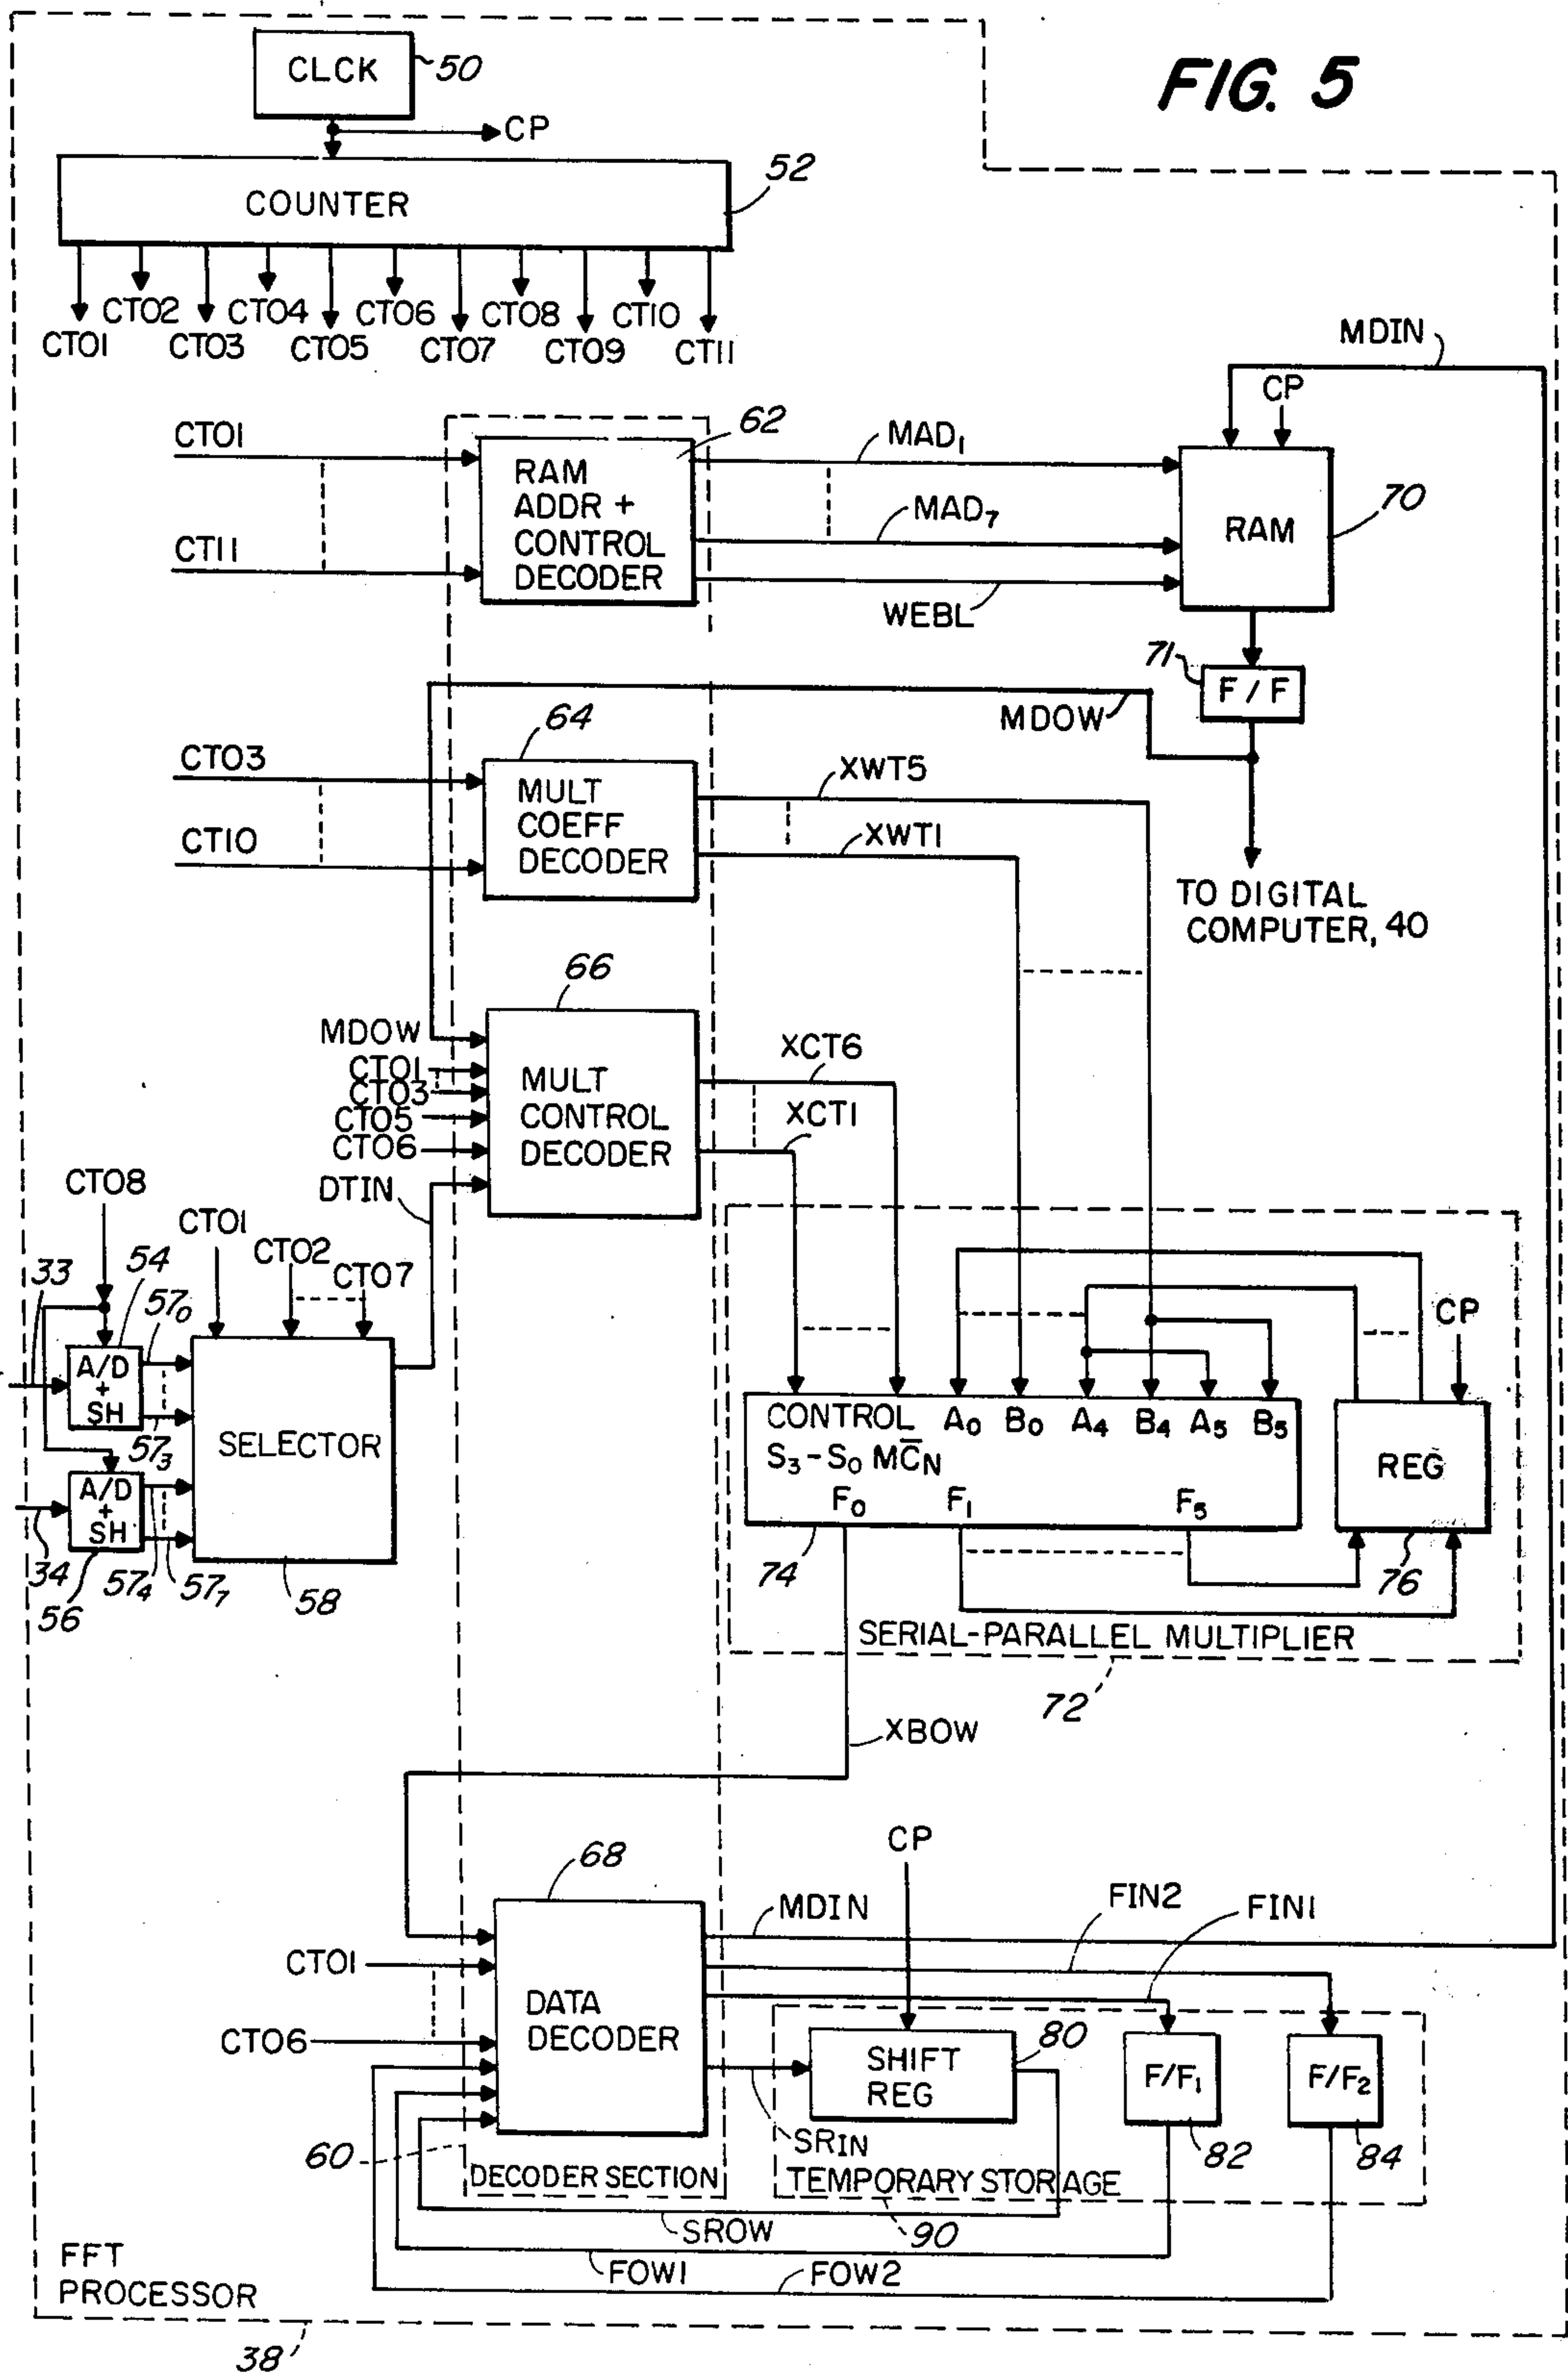 FIG. 5
CLCK
50
CP
COUNTER
52
CT01
CT02
CT03
CT04
CT05
CT06
CT07
CT08
CT09
CT10
CT11
MDIN
CP
CT01
CT11
RAM
ADDR +
CONTROL
DECODER
62
MAD1
MAD7
WEBL
RAM
70
71
F/F
MDOW
TO DIGITAL
COMPUTER, 40
CT03
CT10
64
MULT
COEFF
DECODER
XWT5
XWT1
66
MDOW
CT01
CT03
CT05
CT06
DTIN
MULT
CONTROL
DECODER
XCT6
XCT1
CT08
CT01
CT02
CT07
33
54
57₀
A/D
+
SH
57₃
SELECTOR
58
34
A/D
+
SH
56
57₄
57₇
CP
CONTROL A₀ B₀ A₄ B₄ A₅ B₅
S₃-S₀ MC̅N
F₀ F₁ F₅
74
REG
76
SERIAL-PARALLEL MULTIPLIER
72
XBOW
CP
68
MDIN
FIN2
FIN1
CT01
CT06
DATA
DECODER
SHIFT
REG
80
F/F₁
82
F/F₂
84
SRIN
60
DECODER SECTION
TEMPORARY STORAGE
90
SROW
FOW1
FOW2
FFT
PROCESSOR
38